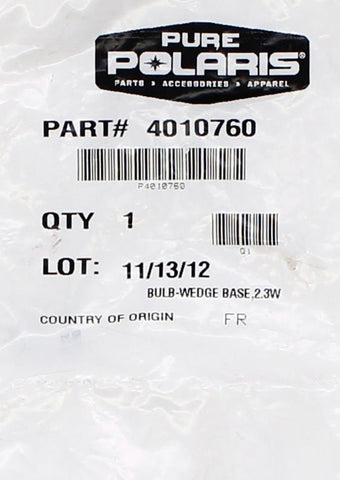 PURE
POLARIS®
PARTS › ACCESSORIES › APPAREL
PART# 4010760
P4010760
QTY 1
Q1
LOT: 11/13/12
BULB-WEDGE BASE,2.3W
COUNTRY OF ORIGIN FR